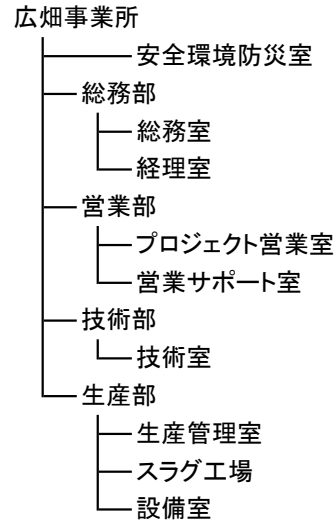 広畑事業所
安全環境防災室
総務部
総務室
経理室
営業部
プロジェクト営業室
営業サポート室
技術部
技術室
生産部
生産管理室
スラグ工場
設備室